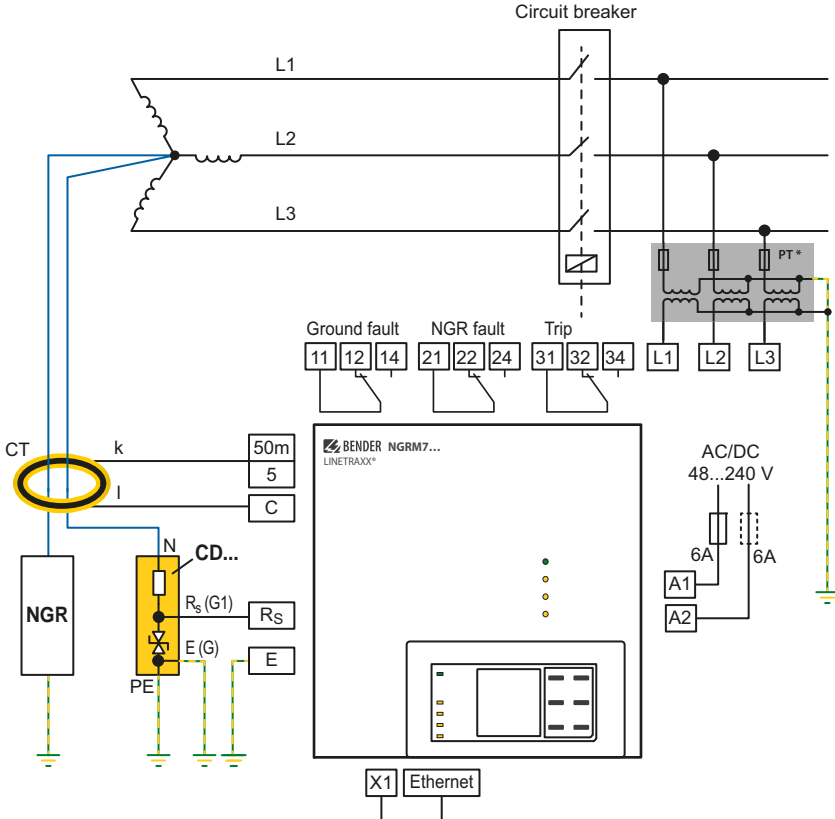 Circuit breaker
L1
L2
L3
PT *
Ground fault
NGR fault
Trip
11 12 14
21 22 24
31 32 34
L1 L2 L3
BENDER NGRM7...
LINETRAXX®
CT
k
50m
5
l
C
AC/DC
48...240 V
6A
6A
A1
A2
N
CD...
NGR
Rs (G1)
RS
E (G)
E
PE
X1
Ethernet